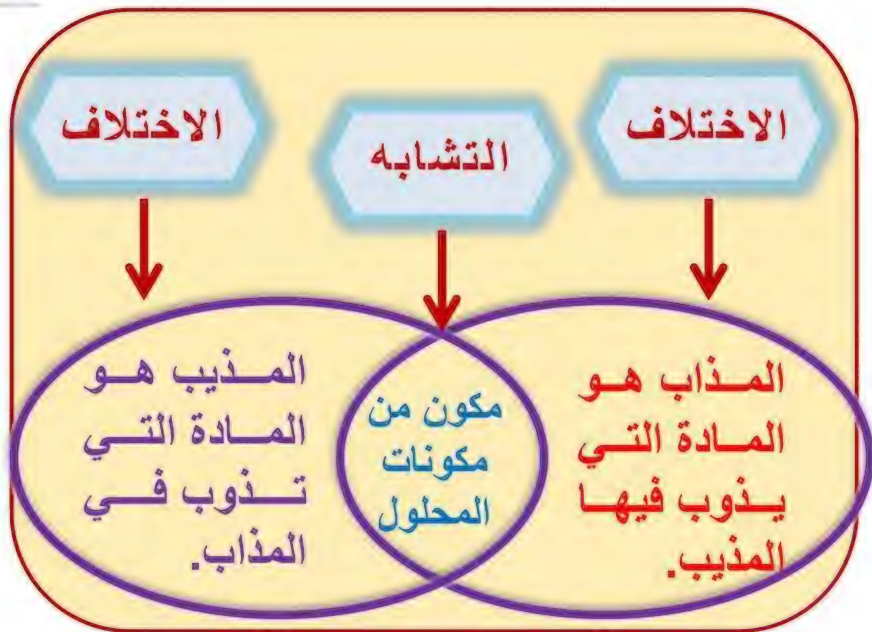 الاختلاف
التشابه
الاختلاف
المذاب هو
المادة التي
يذوب فيها
المذيب.
مكون من
مكونات
المحلول
المذيب هو
المادة التي
تذوب في
المذاب.